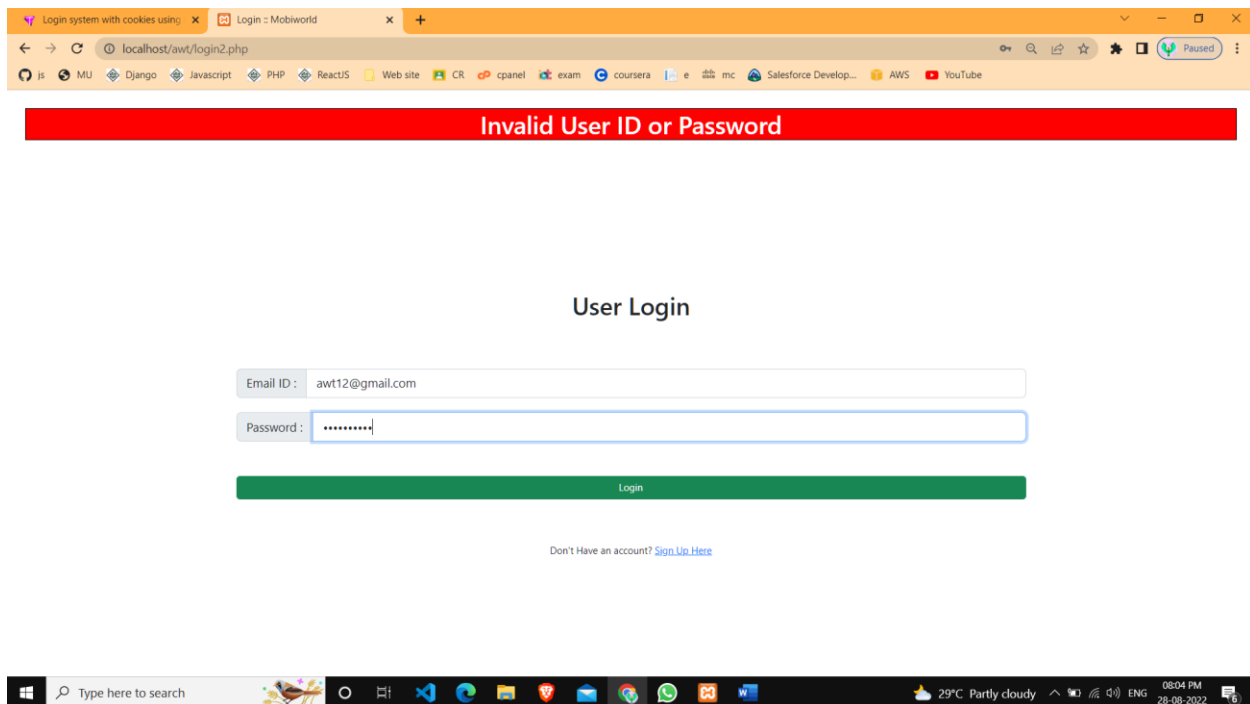 Login system with cookies using
Login :: Mobiworld
localhost/awt/login2.php
Paused
js MU Django Javascript PHP ReactJS Web site CR cpanel exam coursera e mc Salesforce Develop... AWS YouTube
Invalid User ID or Password
User Login
Email ID : awt12@gmail.com
Password : ••••••••••
Login
Don't Have an account? Sign Up Here
Type here to search
29°C Partly cloudy ENG
08:04 PM
28-08-2022
6